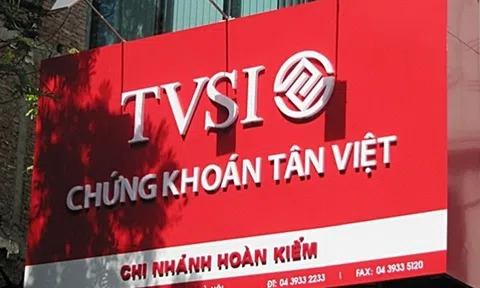 TVSI
CHỨNG KHOÁN TÂN VIỆT
CHI NHÁNH HOÀN KIẾM
ĐT: 04 3933 2233 | FAX: 04 3933 5120